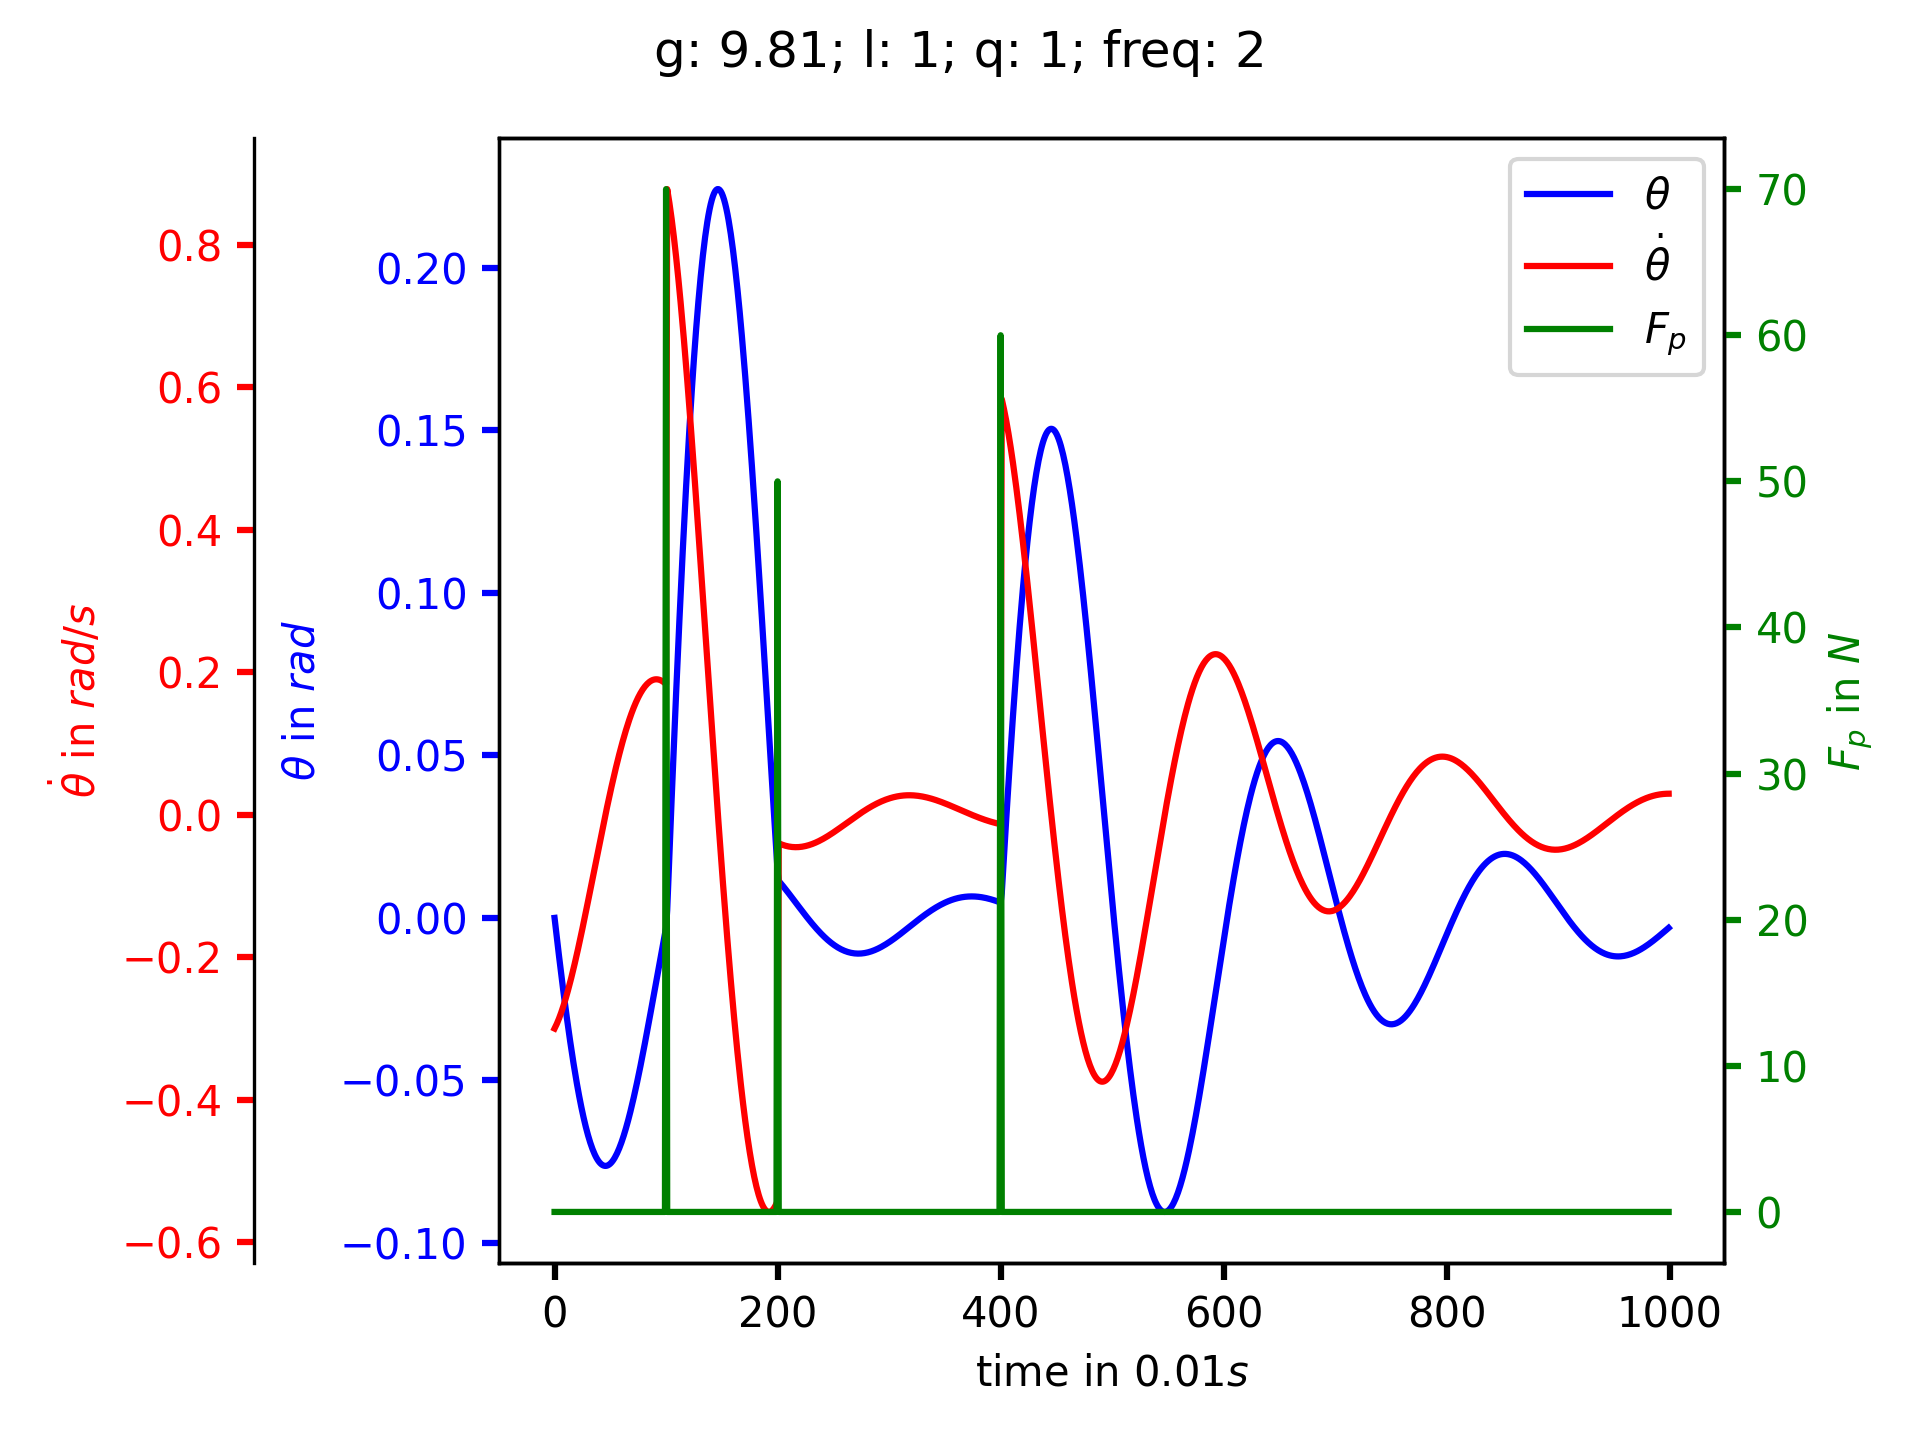 g: 9.81; l: 1; q: 1; freq: 2
θ
θ̇
F_p
θ̇ in rad/s
0.8
0.6
0.4
0.2
0.0
−0.2
−0.4
−0.6
θ in rad
0.20
0.15
0.10
0.05
0.00
−0.05
−0.10
70
60
50
40
30
20
10
0
F_p in N
0 200 400 600 800 1000
time in 0.01s